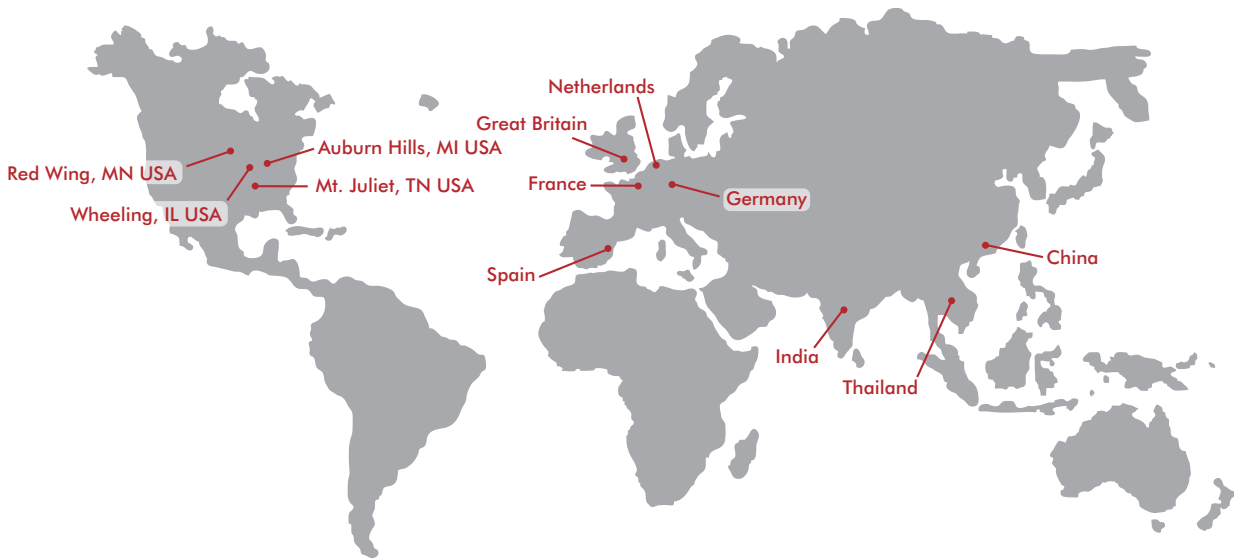 Netherlands
Great Britain
Auburn Hills, MI USA
Red Wing, MN USA
Mt. Juliet, TN USA
France
Germany
Wheeling, IL USA
China
Spain
India
Thailand